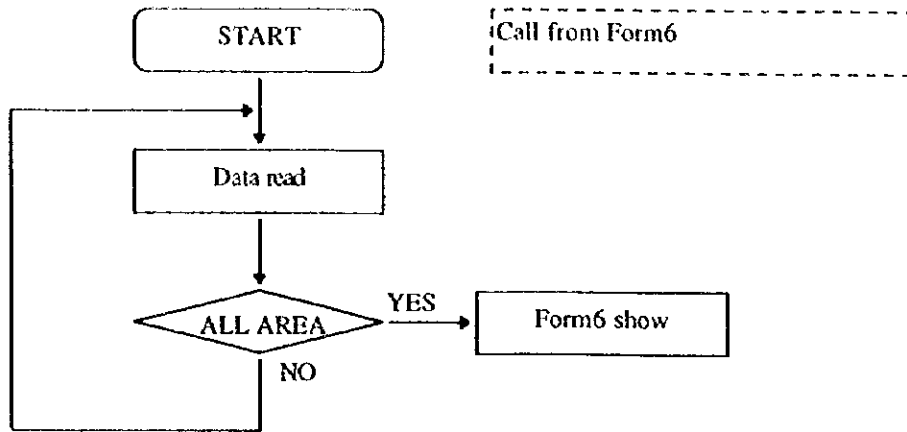 START
Call from Form6
Data read
ALL AREA
YES
Form6 show
NO